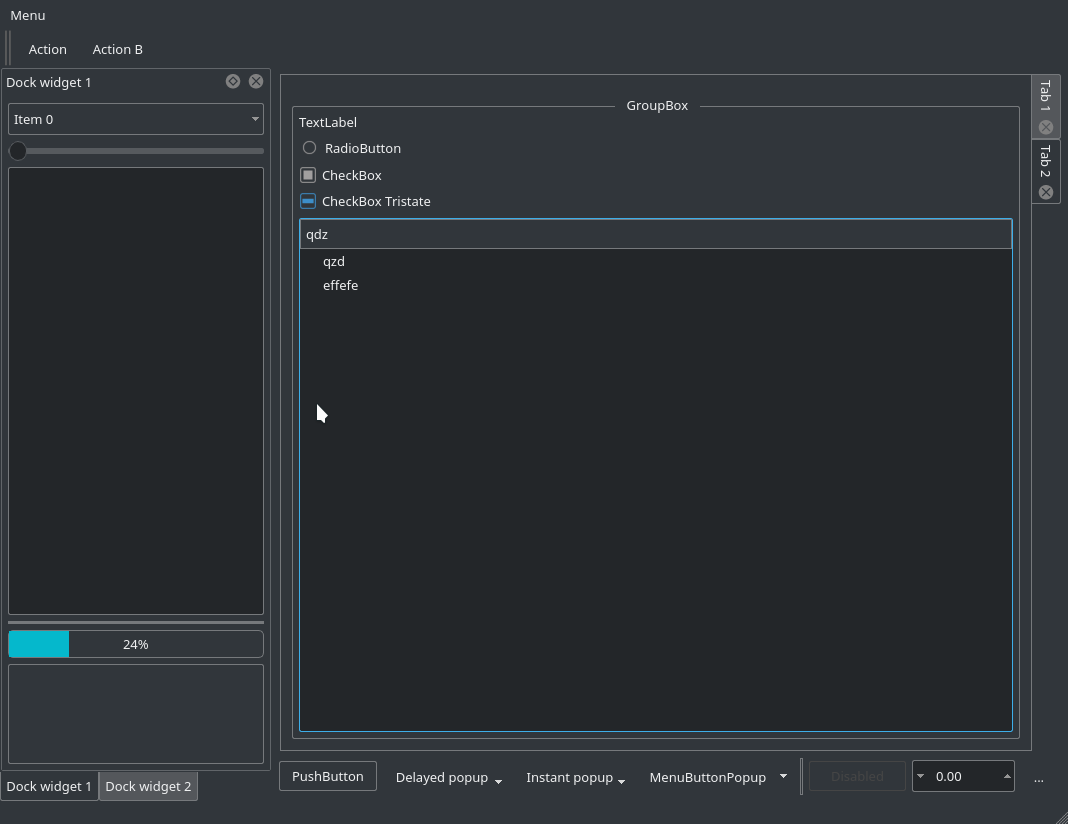 Menu
Action Action B
Dock widget 1
Item 0
24%
Dock widget 1 Dock widget 2
GroupBox
TextLabel
RadioButton
CheckBox
CheckBox Tristate
qdz
qzd
effefe
Tab 1
Tab 2
PushButton Delayed popup Instant popup MenuButtonPopup Disabled 0.00 ...